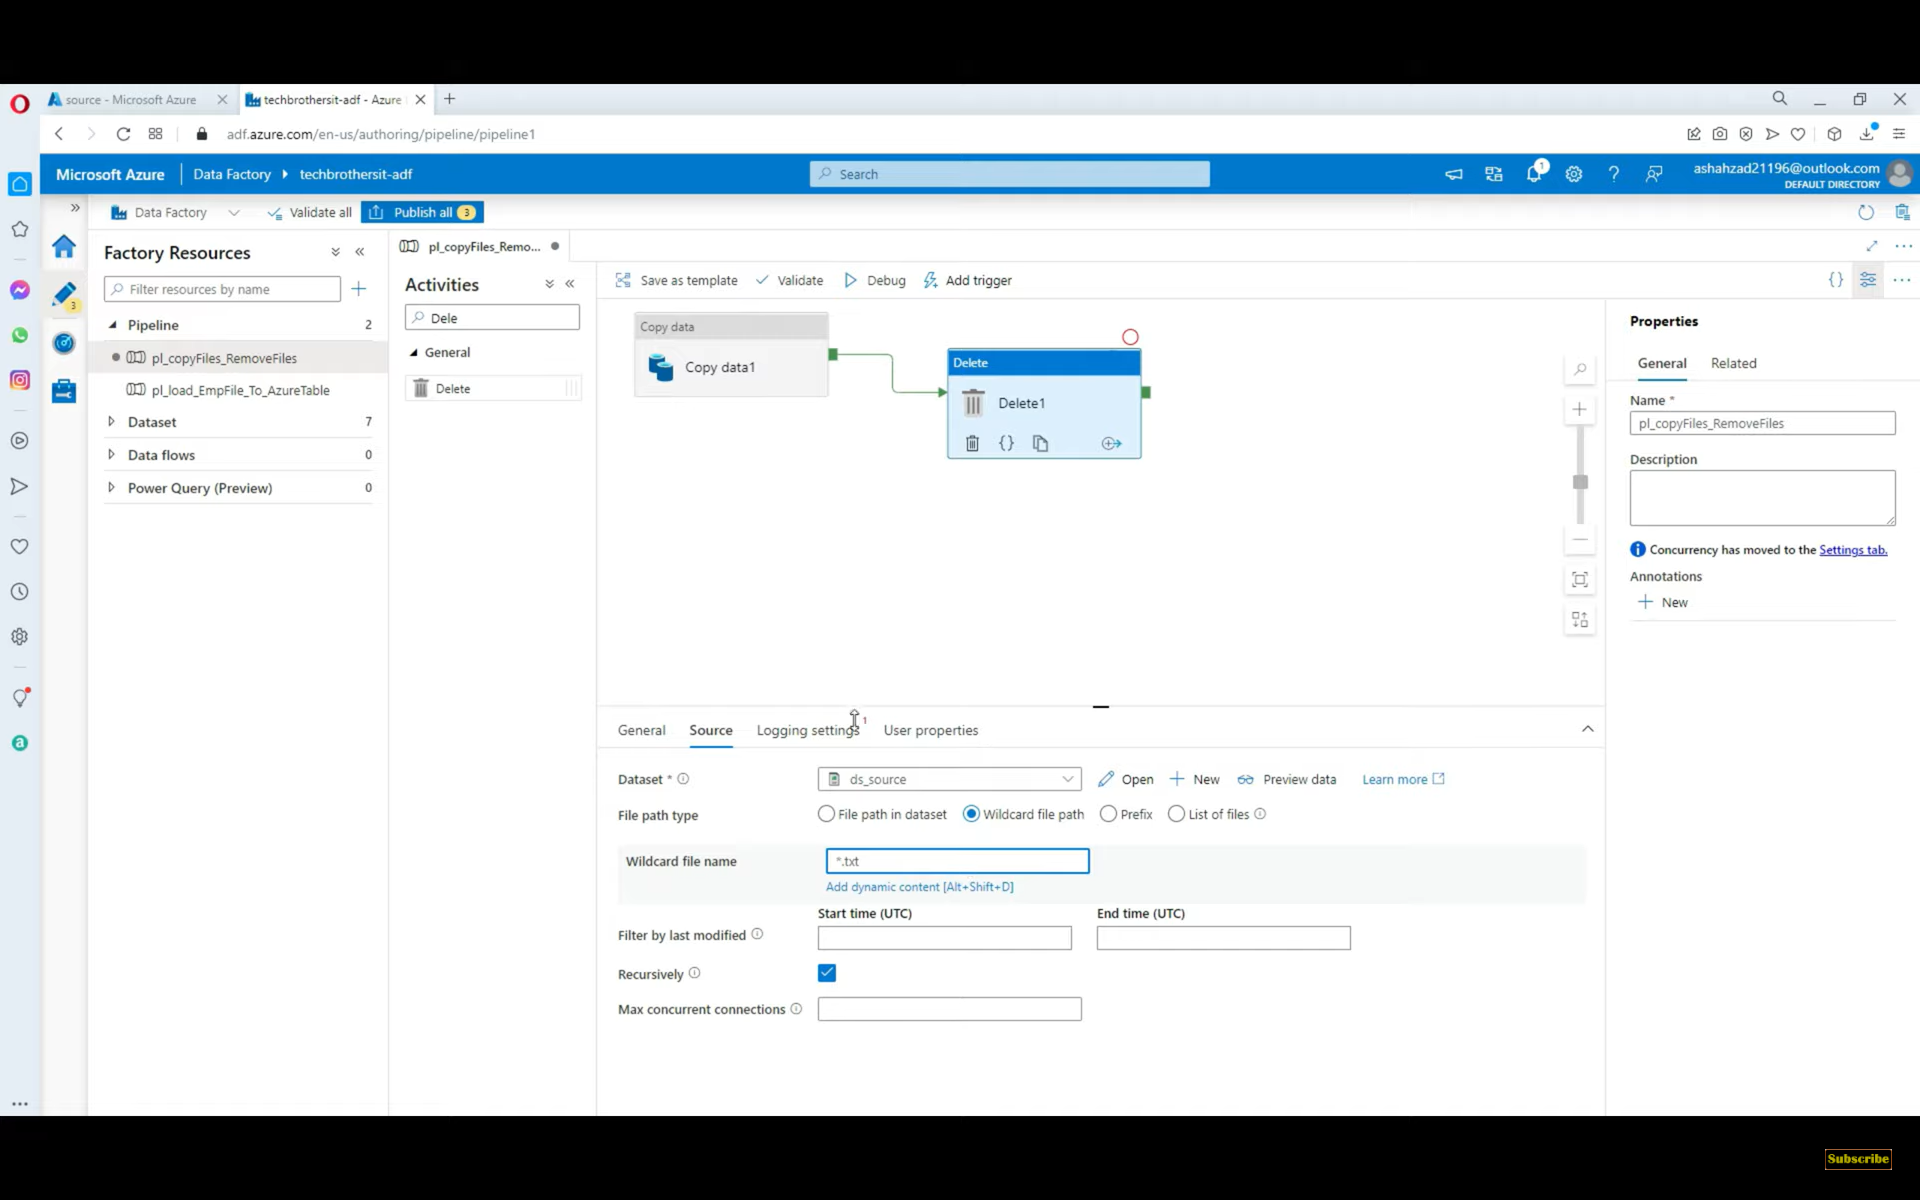 source - Microsoft Azure
techbrothersit-adf - Azure
adf.azure.com/en-us/authoring/pipeline/pipeline1
Microsoft Azure
Data Factory
techbrothersit-adf
Search
1
ashahzad21196@outlook.com
DEFAULT DIRECTORY
Data Factory
Validate all
Publish all
3
Factory Resources
Filter resources by name
3
Pipeline
2
pl_copyFiles_RemoveFiles
pl_load_EmpFile_To_AzureTable
Dataset
7
Data flows
0
Power Query (Preview)
0
pl_copyFiles_Remo...
Activities
Dele
General
Delete
Save as template
Validate
Debug
Add trigger
{}
Copy data
Copy data1
Delete
Delete1
{}
Properties
General
Related
Name *
pl_copyFiles_RemoveFiles
Description
Concurrency has moved to the Settings tab.
Annotations
New
General
Source
Logging settings
1
User properties
Dataset *
ds_source
Open
New
Preview data
Learn more
File path type
File path in dataset
Wildcard file path
Prefix
List of files
Wildcard file name
*.txt
Add dynamic content [Alt+Shift+D]
Start time (UTC)
End time (UTC)
Filter by last modified
Recursively
Max concurrent connections
Subscribe